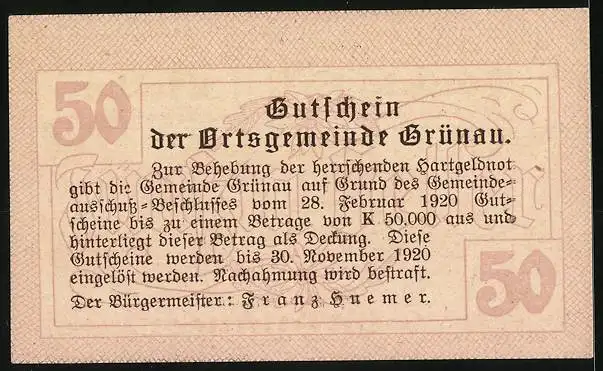 50
Gutschein
der Ortsgemeinde Grünau.
Zur Behebung der herrschenden Hartgeldnot
gibt die Gemeinde Grünau auf Grund des Gemeinde-
ausschuß-Beschlusses vom 28. Februar 1920 Gut-
scheine bis zu einem Betrage von K 50.000 aus und
hinterliegt dieser Betrag als Deckung. Diese
Gutscheine werden bis 30. November 1920
eingelöst werden. Nachahmung wird bestraft.
Der Bürgermeister: Franz Huemer.
50